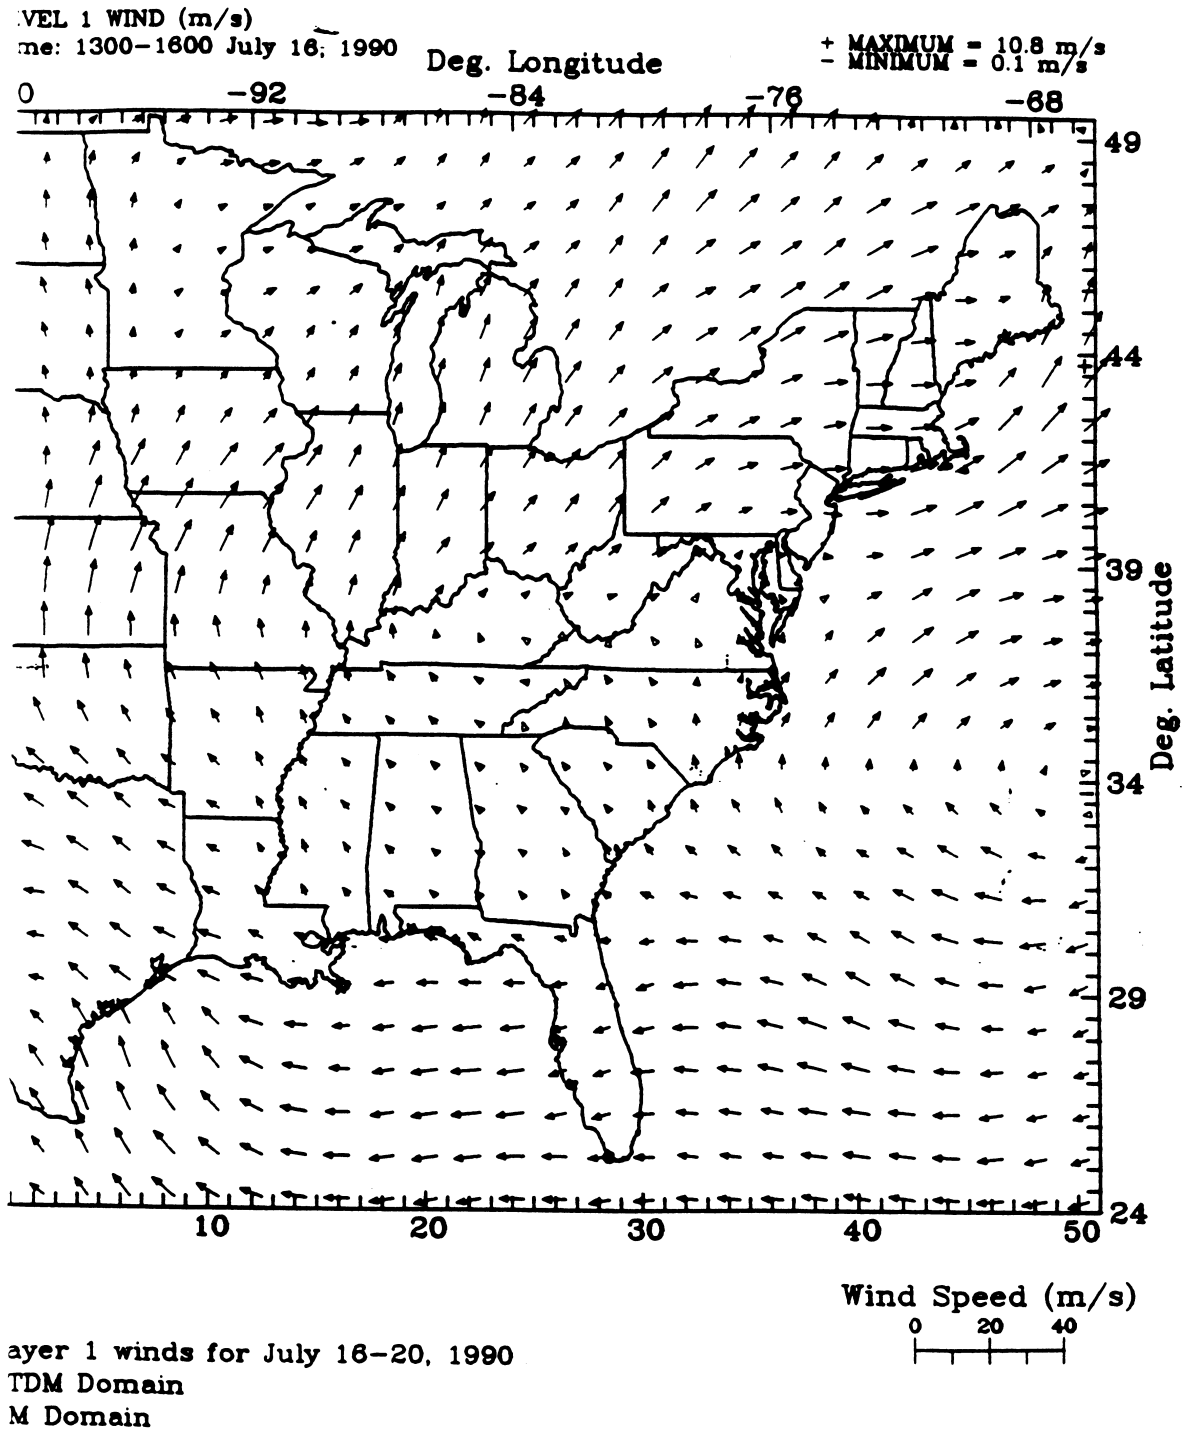 VEL 1 WIND (m/s)
me: 1300-1600 July 16, 1990
Deg. Longitude
+ MAXIMUM = 10.8 m/s
- MINIMUM = 0.1 m/s
0 -92 -84 -76 -68
49
44
39
34
29
24
Deg. Latitude
10 20 30 40 50
Wind Speed (m/s)
0 20 40
ayer 1 winds for July 16-20, 1990
TDM Domain
M Domain